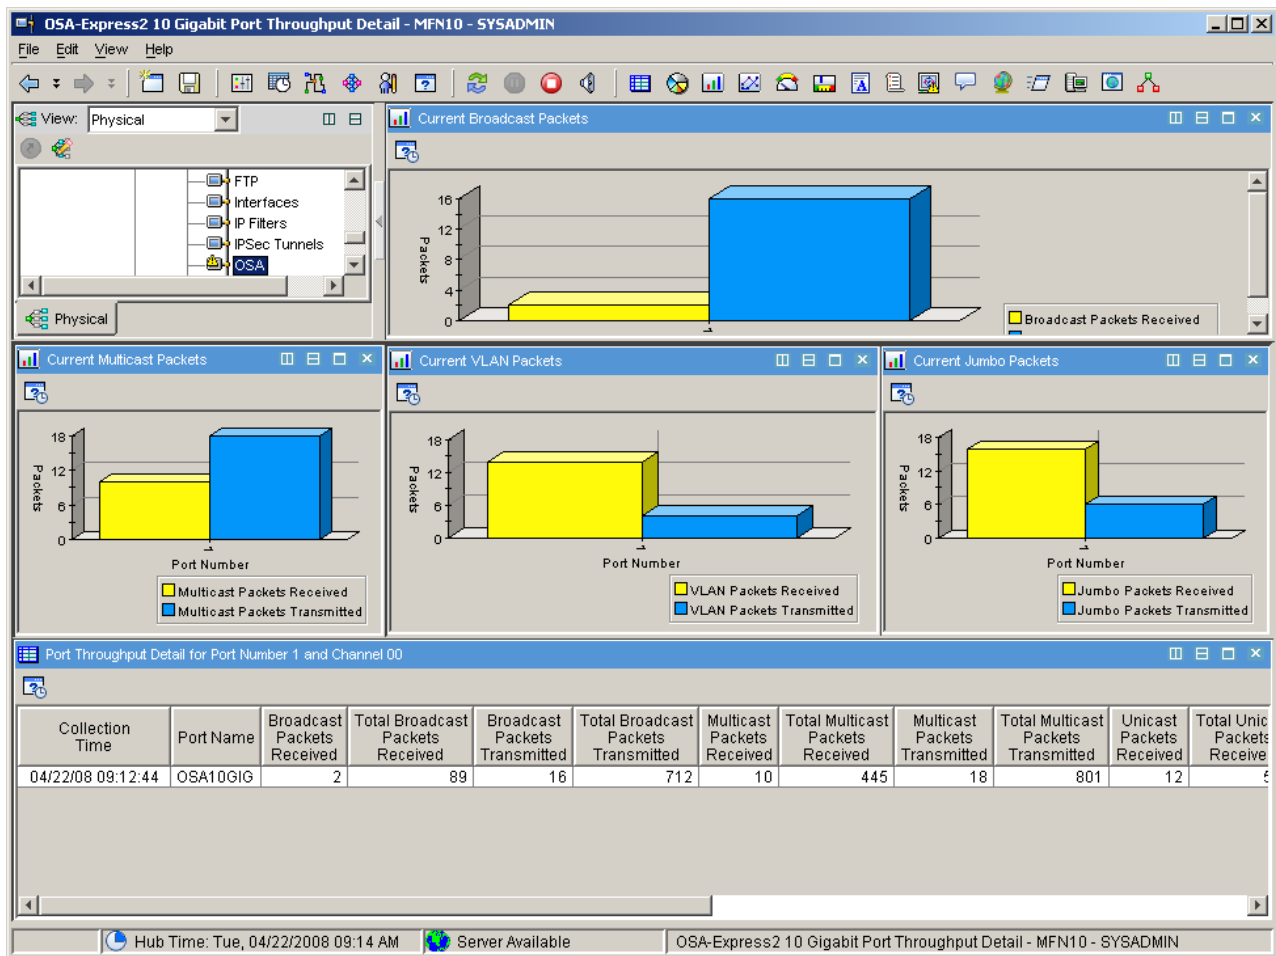 OSA-Express2 10 Gigabit Port Throughput Detail - MFN10 - SYSADMIN
File Edit View Help
View: Physical
FTP
Interfaces
IP Filters
IPSec Tunnels
OSA
Physical
Current Broadcast Packets
16
12
8
4
0
Packets
1
Broadcast Packets Received
Current Multicast Packets
18
12
6
0
Packets
1
Port Number
Multicast Packets Received
Multicast Packets Transmitted
Current VLAN Packets
18
12
6
0
Packets
1
Port Number
VLAN Packets Received
VLAN Packets Transmitted
Current Jumbo Packets
18
12
6
0
Packets
1
Port Number
Jumbo Packets Received
Jumbo Packets Transmitted
Port Throughput Detail for Port Number 1 and Channel 00
Collection Time Port Name Broadcast Packets Received Total Broadcast Packets Received Broadcast Packets Transmitted Total Broadcast Packets Transmitted Multicast Packets Received Total Multicast Packets Received Multicast Packets Transmitted Total Multicast Packets Transmitted Unicast Packets Received Total Unic Packets Receive
04/22/08 09:12:44 OSA10GIG 2 89 16 712 10 445 18 801 12
Hub Time: Tue, 04/22/2008 09:14 AM Server Available OSA-Express2 10 Gigabit Port Throughput Detail - MFN10 - SYSADMIN